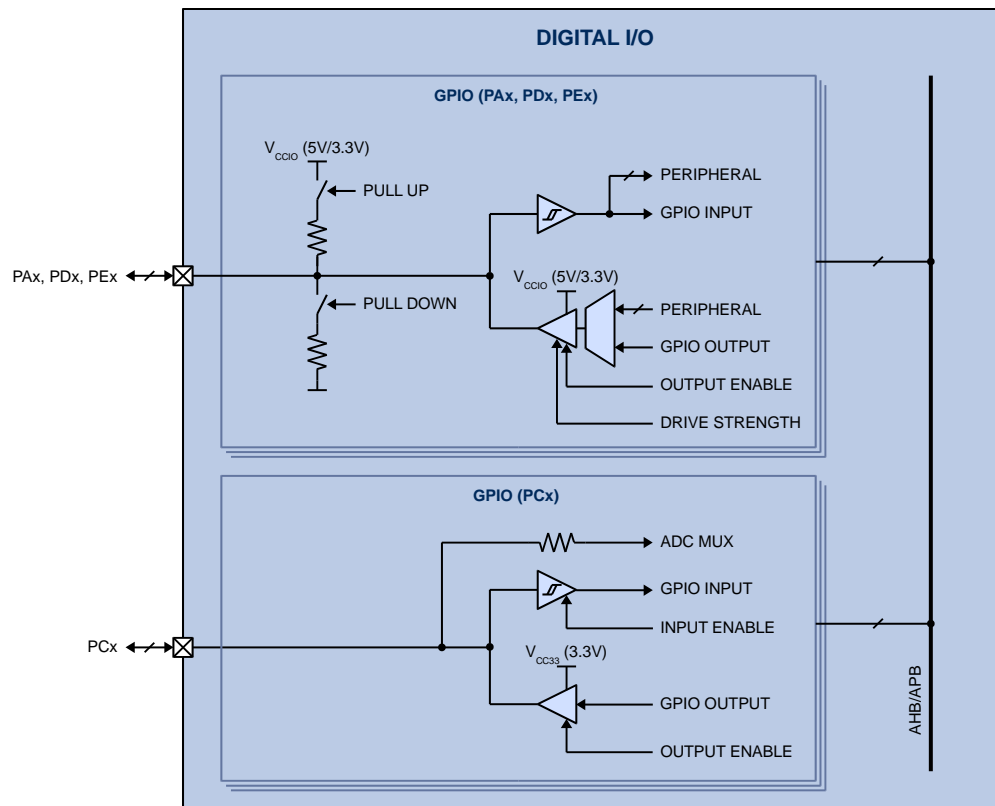 DIGITAL I/O
GPIO (PAx, PDx, PEx)
VCCIO (5V/3.3V)
PULL UP
PERIPHERAL
GPIO INPUT
PAx, PDx, PEx
VCCIO (5V/3.3V)
PULL DOWN
PERIPHERAL
GPIO OUTPUT
OUTPUT ENABLE
DRIVE STRENGTH
GPIO (PCx)
ADC MUX
GPIO INPUT
INPUT ENABLE
PCx
VCC33 (3.3V)
GPIO OUTPUT
OUTPUT ENABLE
AHB/APB